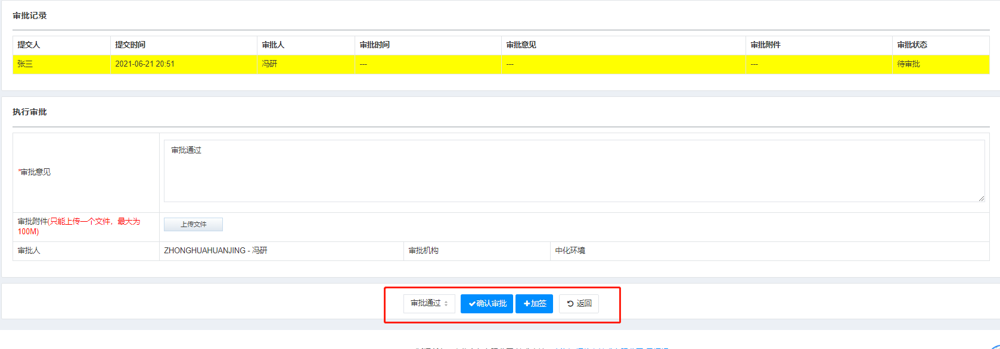 审批记录
提交人 提交时间 审批人 审批时间 审批意见 审批附件 审批状态
张三 2021-06-21 20:51 冯研 --- --- --- 待审批
执行审批
*审批意见 审批通过
审批附件(只能上传一个文件，最大为
100M) 上传文件
审批人 ZHONGHUAHUANJING - 冯研 审批机构 中化环境
审批通过 确认审批 加签 返回